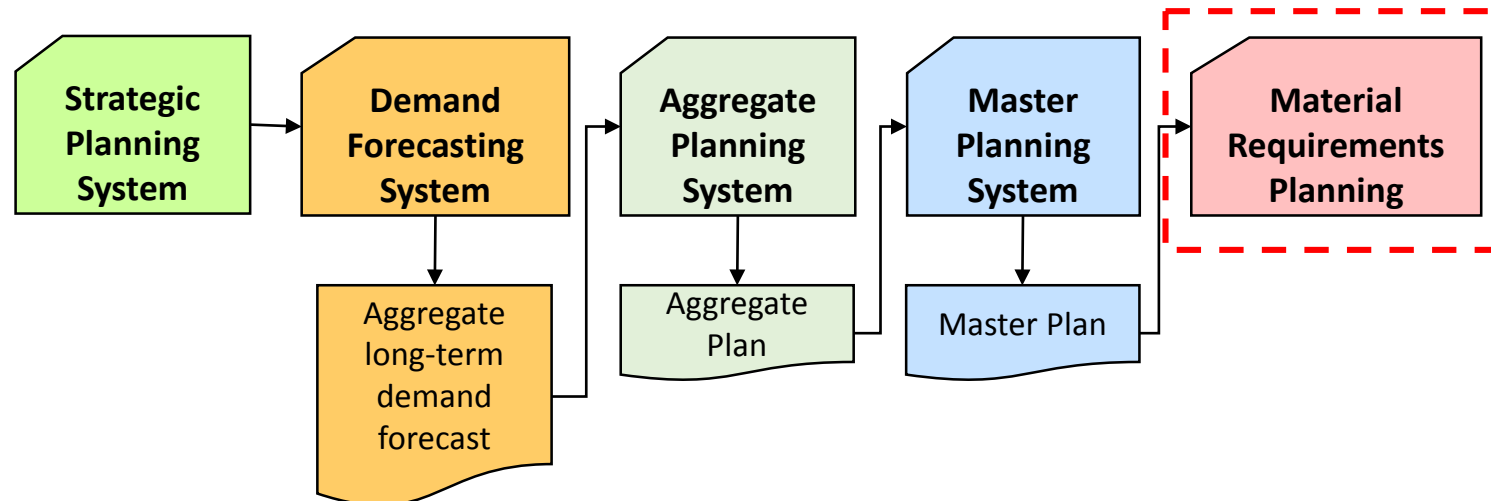 Strategic
Planning
System
Demand
Forecasting
System
Aggregate
Planning
System
Master
Planning
System
Material
Requirements
Planning
Aggregate
long-term
demand
forecast
Aggregate
Plan
Master Plan